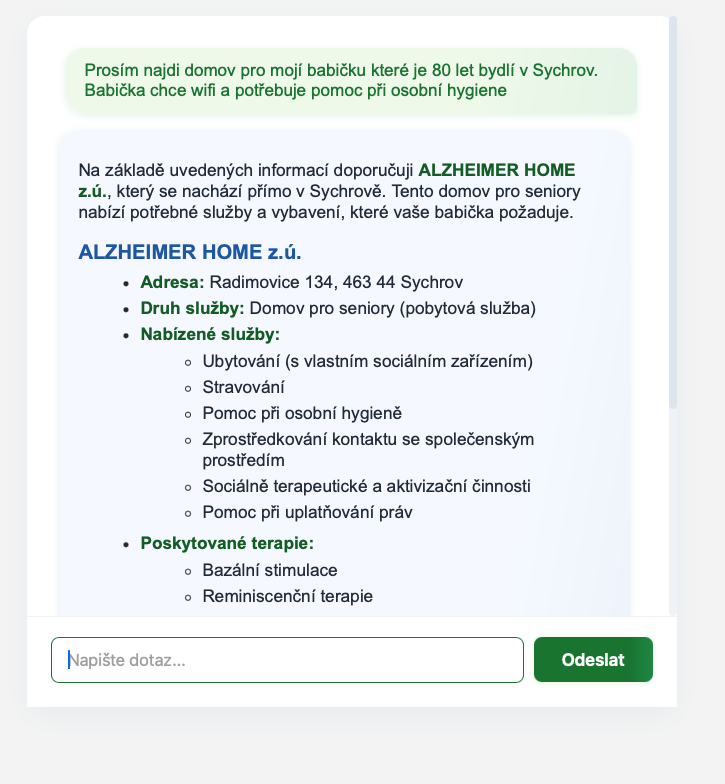 Prosím najdi domov pro mojí babičku které je 80 let bydlí v Sychrov.
Babička chce wifi a potřebuje pomoc při osobní hygiene
Na základě uvedených informací doporučuji ALZHEIMER HOME
z.ú., který se nachází přímo v Sychrově. Tento domov pro seniory
nabízí potřebné služby a vybavení, které vaše babička požaduje.
ALZHEIMER HOME z.ú.
• Adresa: Radimovice 134, 463 44 Sychrov
• Druh služby: Domov pro seniory (pobytová služba)
• Nabízené služby:
◦ Ubytování (s vlastním sociálním zařízením)
◦ Stravování
◦ Pomoc při osobní hygieně
◦ Zprostředkování kontaktu se společenským
prostředím
◦ Sociálně terapeutické a aktivizační činnosti
◦ Pomoc při uplatňování práv
• Poskytované terapie:
◦ Bazální stimulace
◦ Reminiscenční terapie
Napište dotaz...
Odeslat